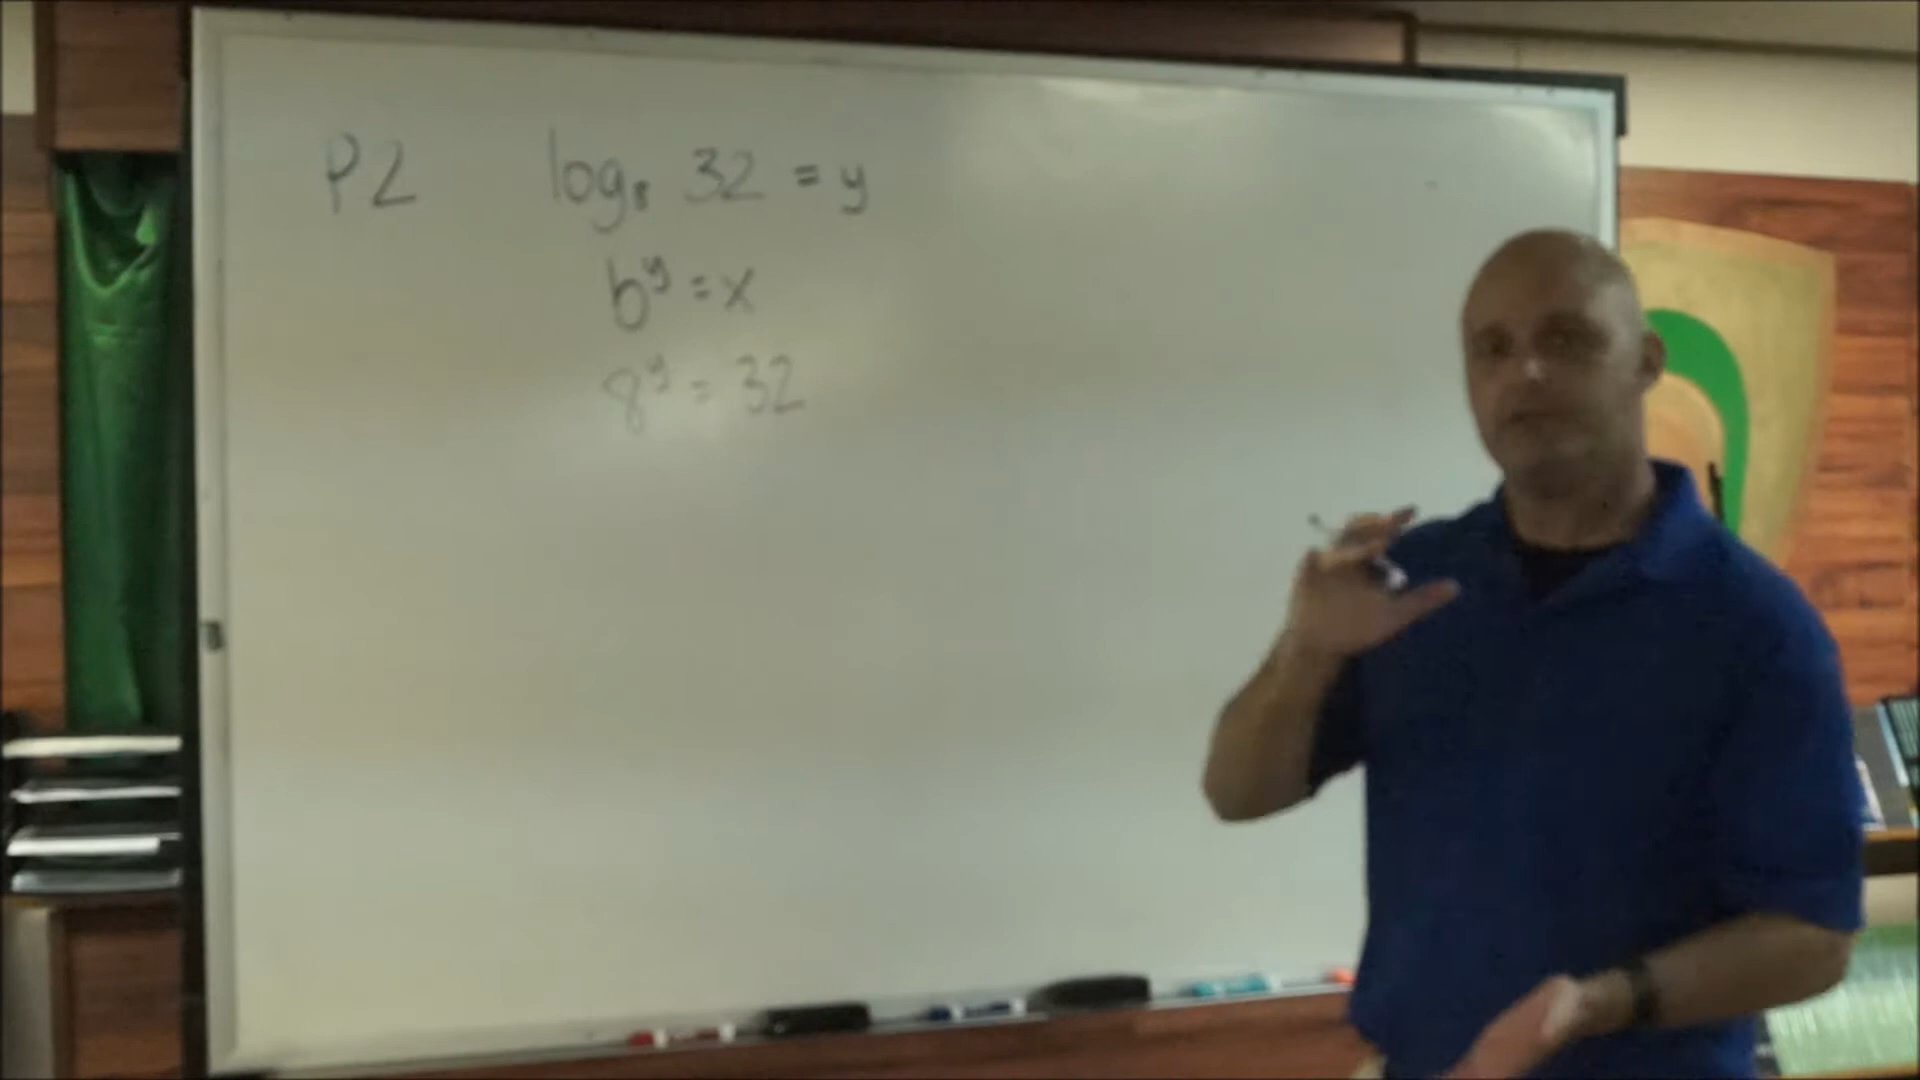 P2 log₈ 32 = y
bʸ = x
8ʸ = 32